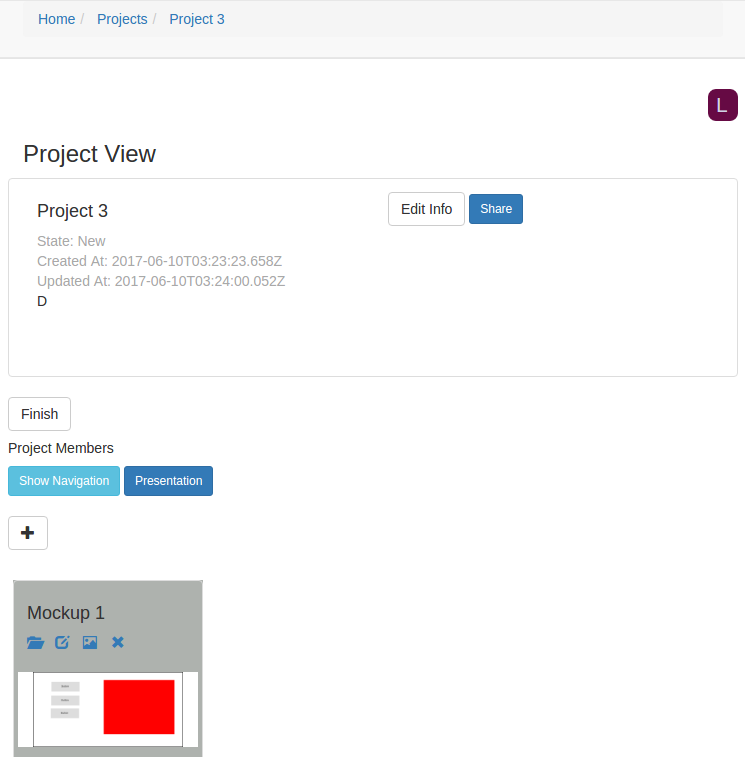 Home / Projects / Project 3
L
Project View
Project 3
Edit Info Share
State: New
Created At: 2017-06-10T03:23:23.658Z
Updated At: 2017-06-10T03:24:00.052Z
D
Finish
Project Members
Show Navigation Presentation
Mockup 1